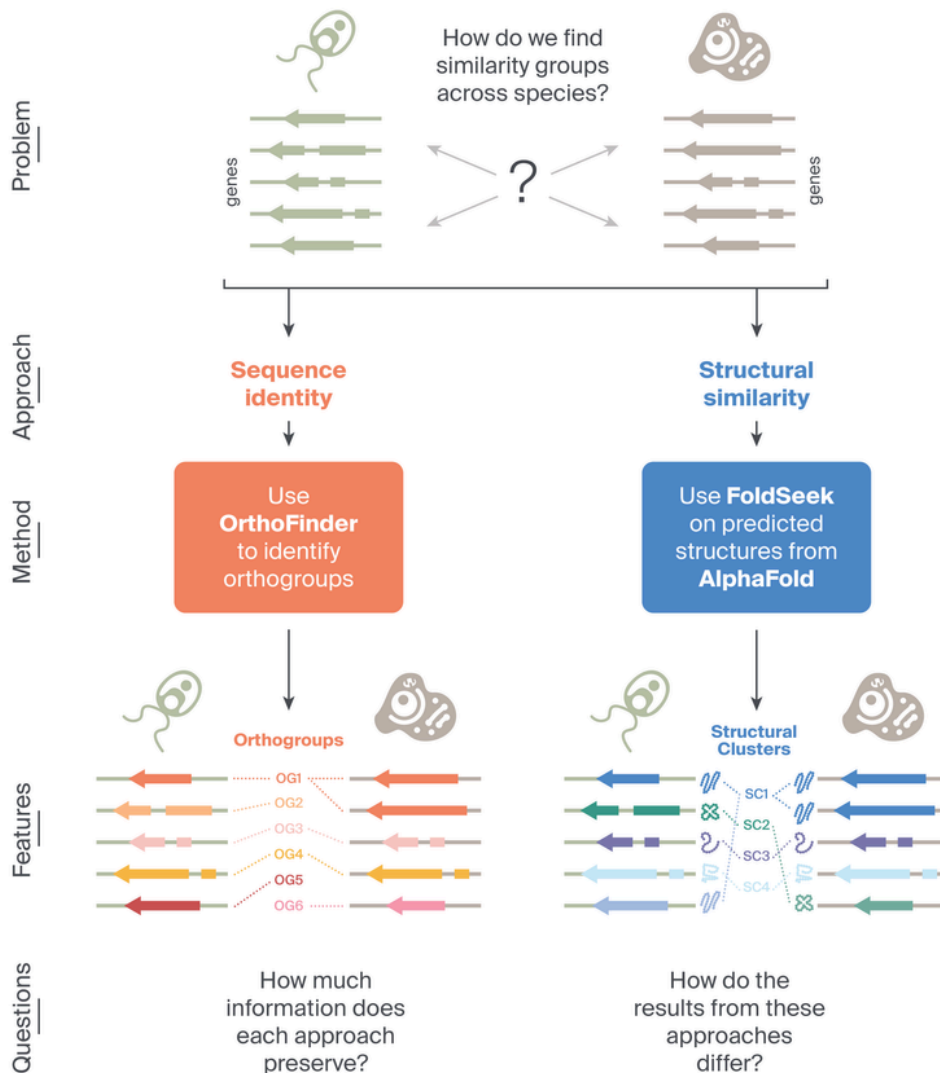 Problem
How do we find
similarity groups
across species?
genes
?
genes
Approach
Sequence
identity
Structural
similarity
Method
Use
OrthoFinder
to identify
orthogroups
Use FoldSeek
on predicted
structures from
AlphaFold
Features
Orthogroups
OG1
OG2
OG3
OG4
OG5
OG6
Structural
Clusters
SC1
SC2
SC3
SC4
Questions
How much
information does
each approach
preserve?
How do the
results from these
approaches
differ?